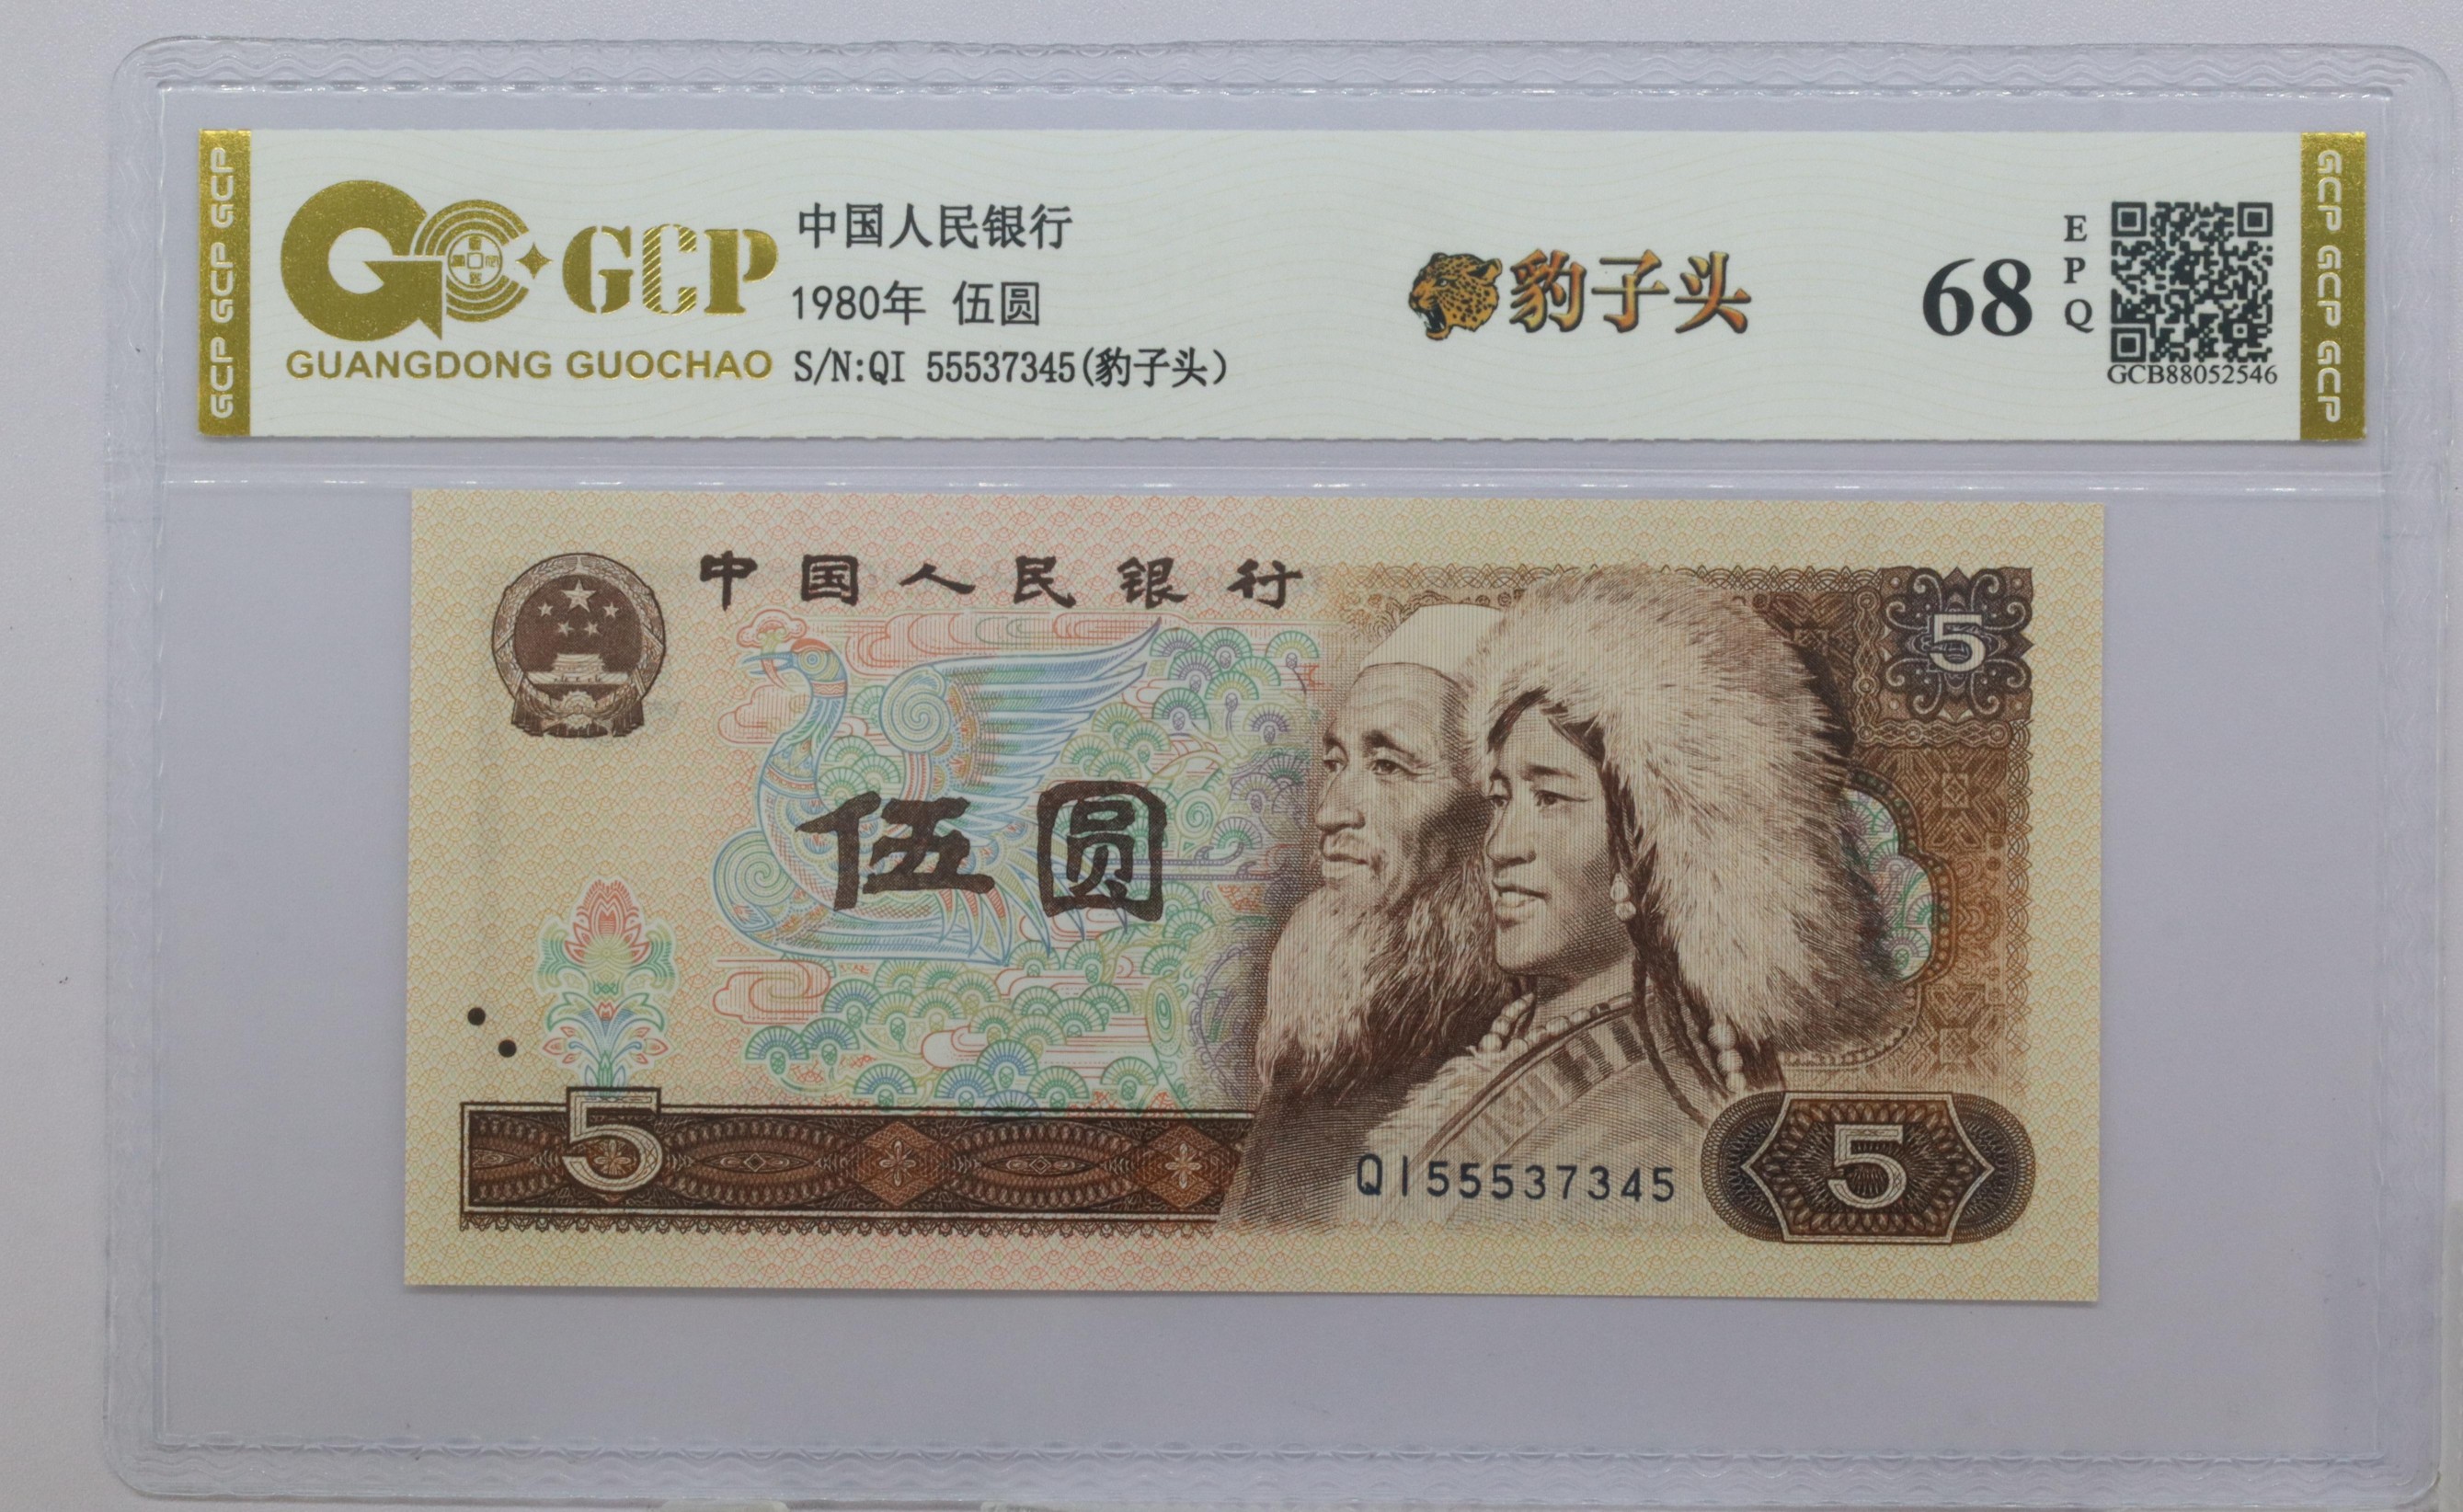 GCP GCP GCP
GCP
GUANGDONG GUOCHAO
中国人民银行
1980年 伍圆
S/N:QI 55537345(豹子头)
豹子头
68
EPQ
GCB88052546
GCP GCP GCP
中国人民银行
5
伍圆
5
QI55537345
5